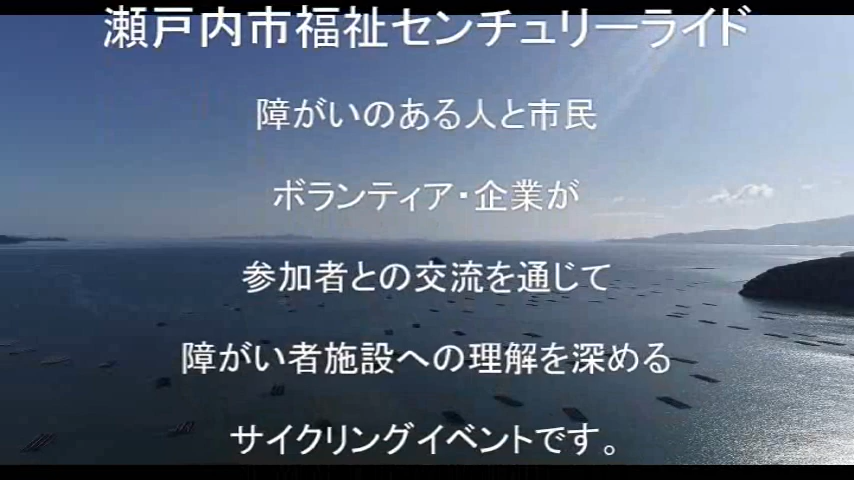 瀬戸内市福祉センチュリーライド
障がいのある人と市民
ボランティア・企業が
参加者との交流を通じて
障がい者施設への理解を深める
サイクリングイベントです。